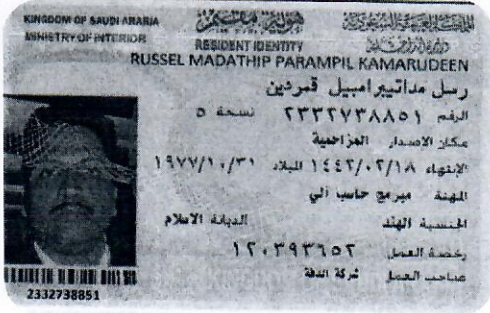 KINGDOM OF SAUDI ARABIA
هوية مقيم
المملكة العربية السعودية
MINISTRY OF INTERIOR
RESIDENT IDENTITY
وزارة الداخلية
RUSSEL MADATHIP PARAMPIL KAMARUDEEN
رسل مداتيبرامبيل قمردين
الرقم ٢٣٣٢٧٣٨٨٥١ نسخة ٥
مكان الاصدار المزاحمية
الإنتهاء ١٤٤٢/٠٢/١٨ الميلاد ١٩٧٧/١٠/٣١
المهنة مبرمج حاسب آلي
الجنسية الهند الديانة الاسلام
رخصة العمل ١٢٠٣٩٣٦٥٢
صاحب العمل شركة الدقة
2332738851